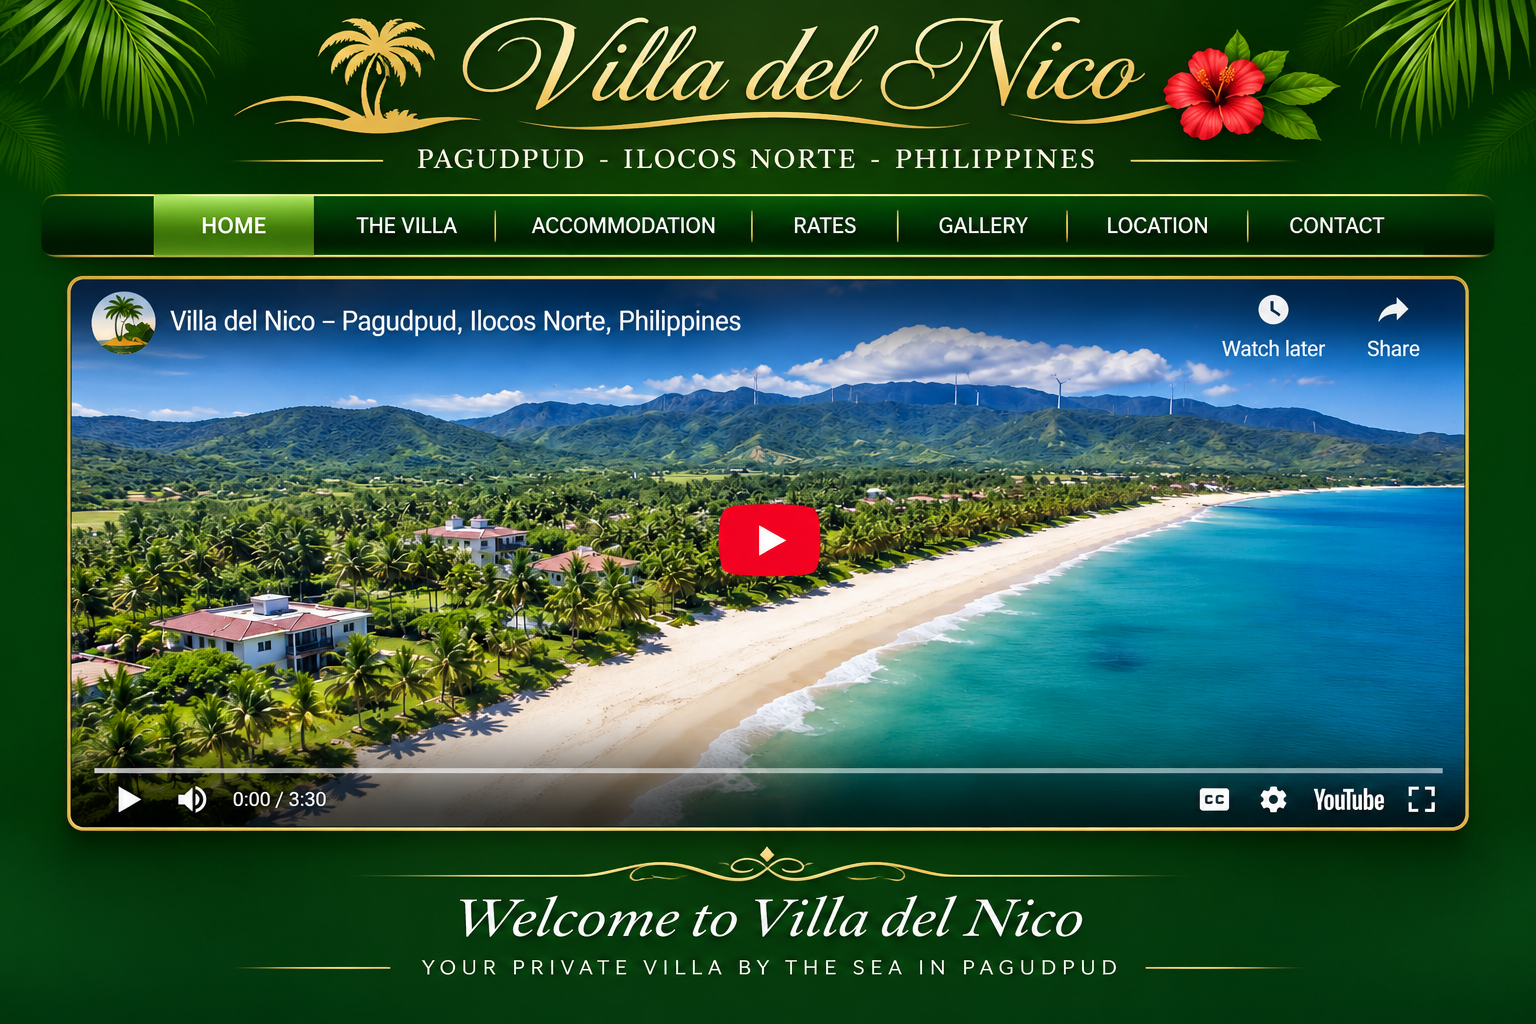 Villa del Nico
PAGUDPUD - ILOCOS NORTE - PHILIPPINES
HOME THE VILLA ACCOMMODATION RATES GALLERY LOCATION CONTACT
Villa del Nico – Pagudpud, Ilocos Norte, Philippines
Watch later Share
0:00 / 3:30 CC YouTube
Welcome to Villa del Nico
YOUR PRIVATE VILLA BY THE SEA IN PAGUDPUD